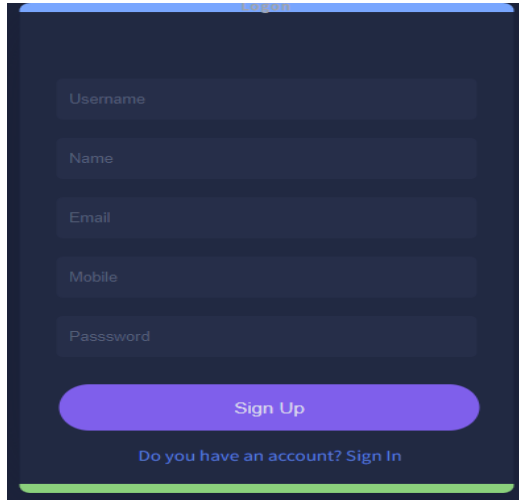 Username
Name
Email
Mobile
Passsword
Sign Up
Do you have an account? Sign In